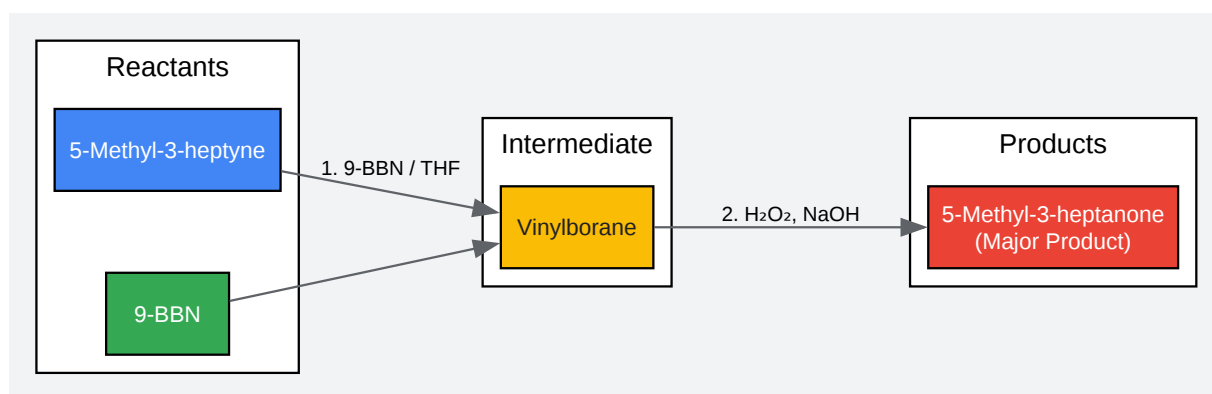 Reactants
5-Methyl-3-heptyne
9-BBN
1. 9-BBN / THF
Intermediate
Vinylborane
2. H₂O₂, NaOH
Products
5-Methyl-3-heptanone
(Major Product)